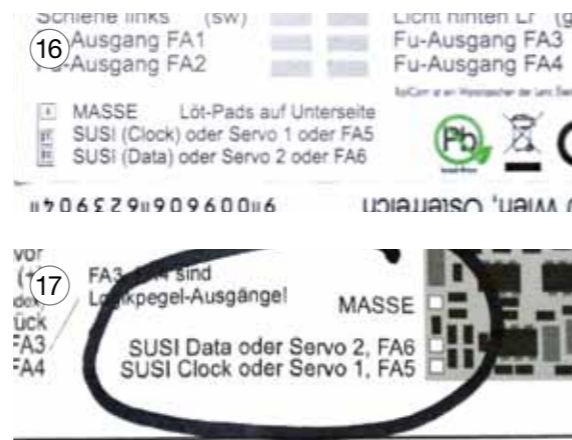 Schiene links (sw)
Licht hinten Lr (g
16
-Ausgang FA1
Fu-Ausgang FA3
-Ausgang FA2
Fu-Ausgang FA4
MASSE Löt-Pads auf Unterseite
SUSI (Clock) oder Servo 1 oder FA5
SUSI (Data) oder Servo 2 oder FA6
Pb
Wien, Österreich
17
vor
(+
FA3, FA4 sind
Logikpegel-Ausgänge!
MASSE
rück
FA3
SUSI Data oder Servo 2, FA6
FA4
SUSI Clock oder Servo 1, FA5